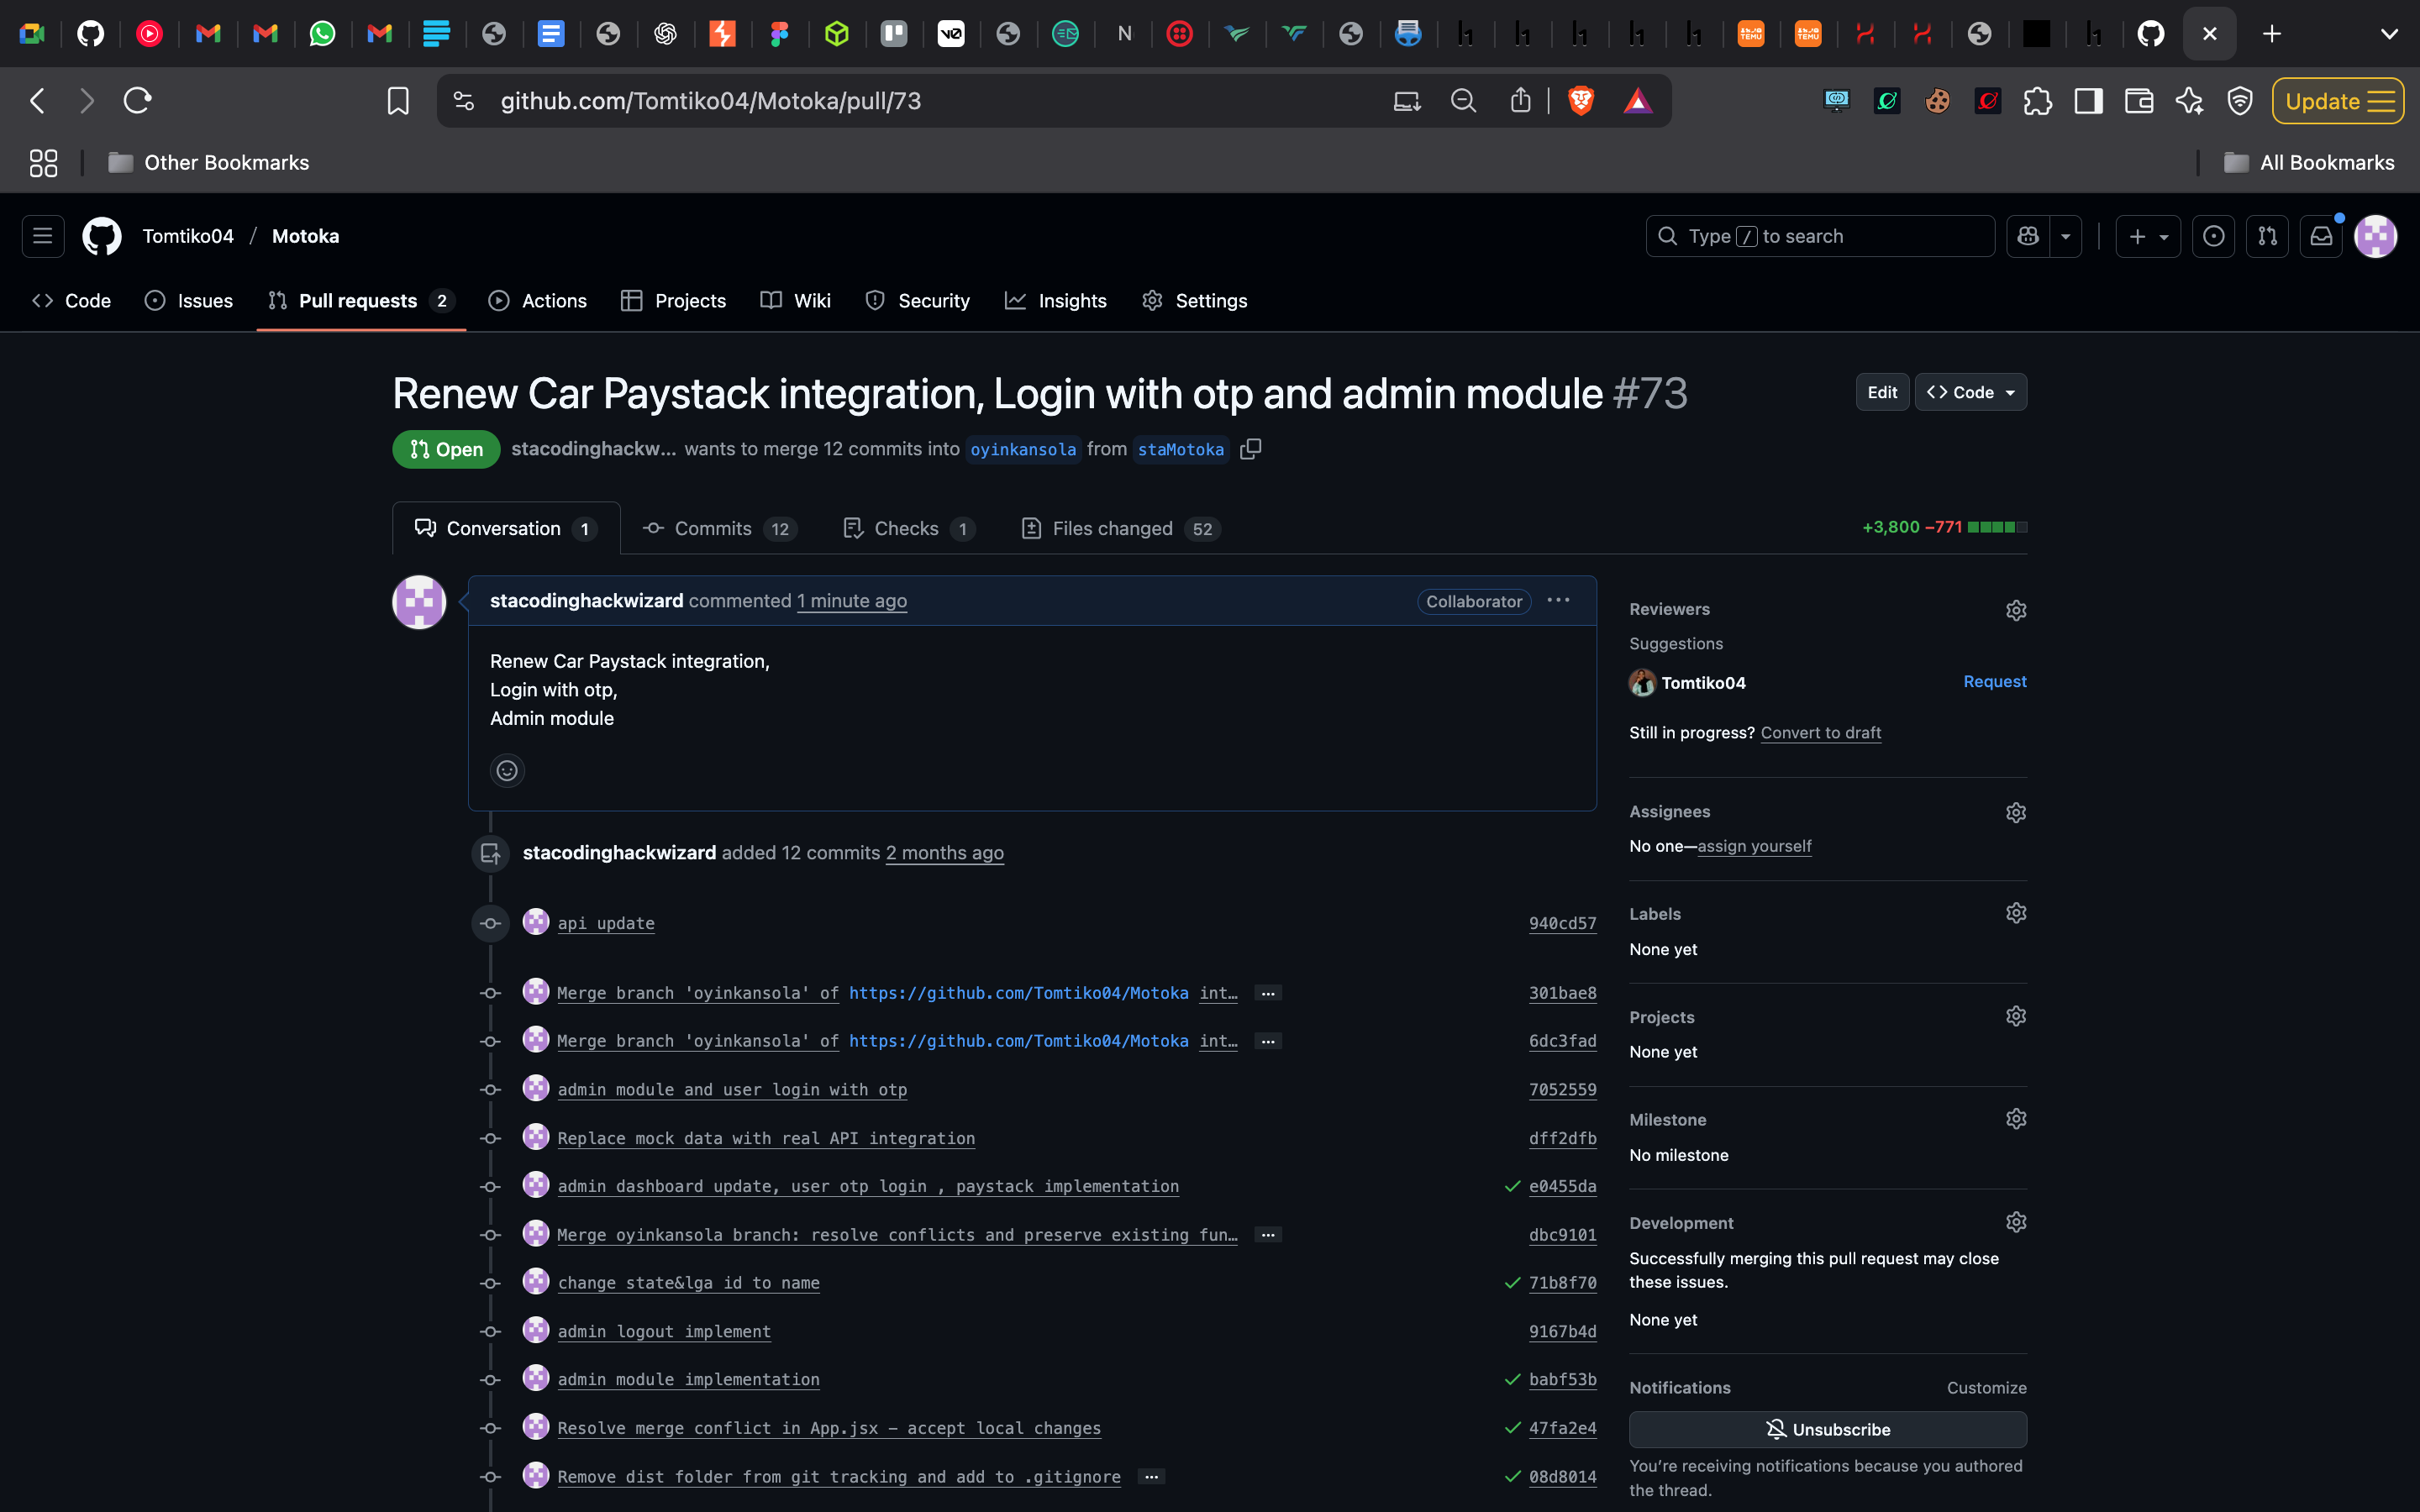 github.com/Tomtiko04/Motoka/pull/73
Update
Other Bookmarks
All Bookmarks
Tomtiko04 / Motoka
Type / to search
Code
Issues
Pull requests 2
Actions
Projects
Wiki
Security
Insights
Settings
Renew Car Paystack integration, Login with otp and admin module #73
Edit
Code
Open
stacodinghackw... wants to merge 12 commits into oyinkansola from staMotoka
Conversation 1
Commits 12
Checks 1
Files changed 52
+3,800 −771
stacodinghackwizard commented 1 minute ago
Collaborator
Renew Car Paystack integration,
Login with otp,
Admin module
stacodinghackwizard added 12 commits 2 months ago
api update 940cd57
Merge branch 'oyinkansola' of https://github.com/Tomtiko04/Motoka int… 301bae8
Merge branch 'oyinkansola' of https://github.com/Tomtiko04/Motoka int… 6dc3fad
admin module and user login with otp 7052559
Replace mock data with real API integration dff2dfb
admin dashboard update, user otp login , paystack implementation e0455da
Merge oyinkansola branch: resolve conflicts and preserve existing fun… dbc9101
change state&lga id to name 71b8f70
admin logout implement 9167b4d
admin module implementation babf53b
Resolve merge conflict in App.jsx – accept local changes 47fa2e4
Remove dist folder from git tracking and add to .gitignore 08d8014
Reviewers
Suggestions
Tomtiko04
Request
Still in progress? Convert to draft
Assignees
No one—assign yourself
Labels
None yet
Projects
None yet
Milestone
No milestone
Development
Successfully merging this pull request may close
these issues.
None yet
Notifications
Customize
Unsubscribe
You're receiving notifications because you authored
the thread.